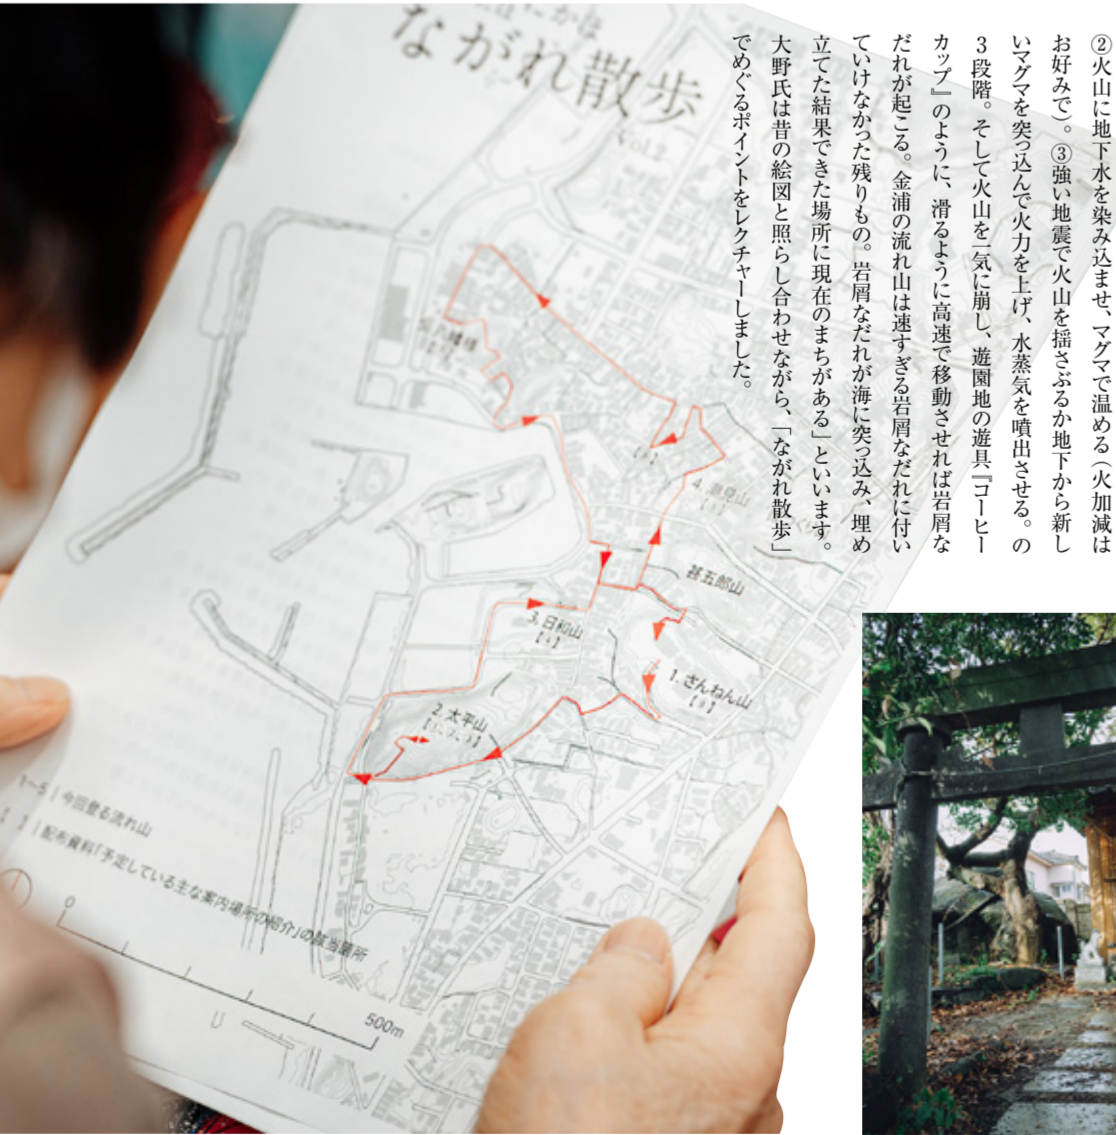 ②火山に地下水を染み込ませ、マグマで温める（火加減は
お好みで）。③強い地震で火山を揺さぶるか地下から新し
いマグマを突っ込んで火力を上げ、水蒸気を噴出させる。の
３段階。そして火山を一気に崩し、遊園地の遊具『コーヒー
カップ』のように、滑るように高速で移動させれば岩屑な
だれが起こる。金浦の流れ山は速すぎる岩屑なだれに付い
ていけなかった残りもの。岩屑なだれが海に突っ込み、埋め
立てた結果できた場所に現在のまちがある」といいます。
大野氏は昔の絵図と照らし合わせながら、「ながれ散歩」
でめぐるポイントをレクチャーしました。
ながれ散歩
vol.2
甚五郎山
3. 日和山
1. さんねん山
2. 太平山
1〜5｜今回登る流れ山
【 】｜配布資料「予定している主な案内場所の紹介」の該当箇所
0
500m